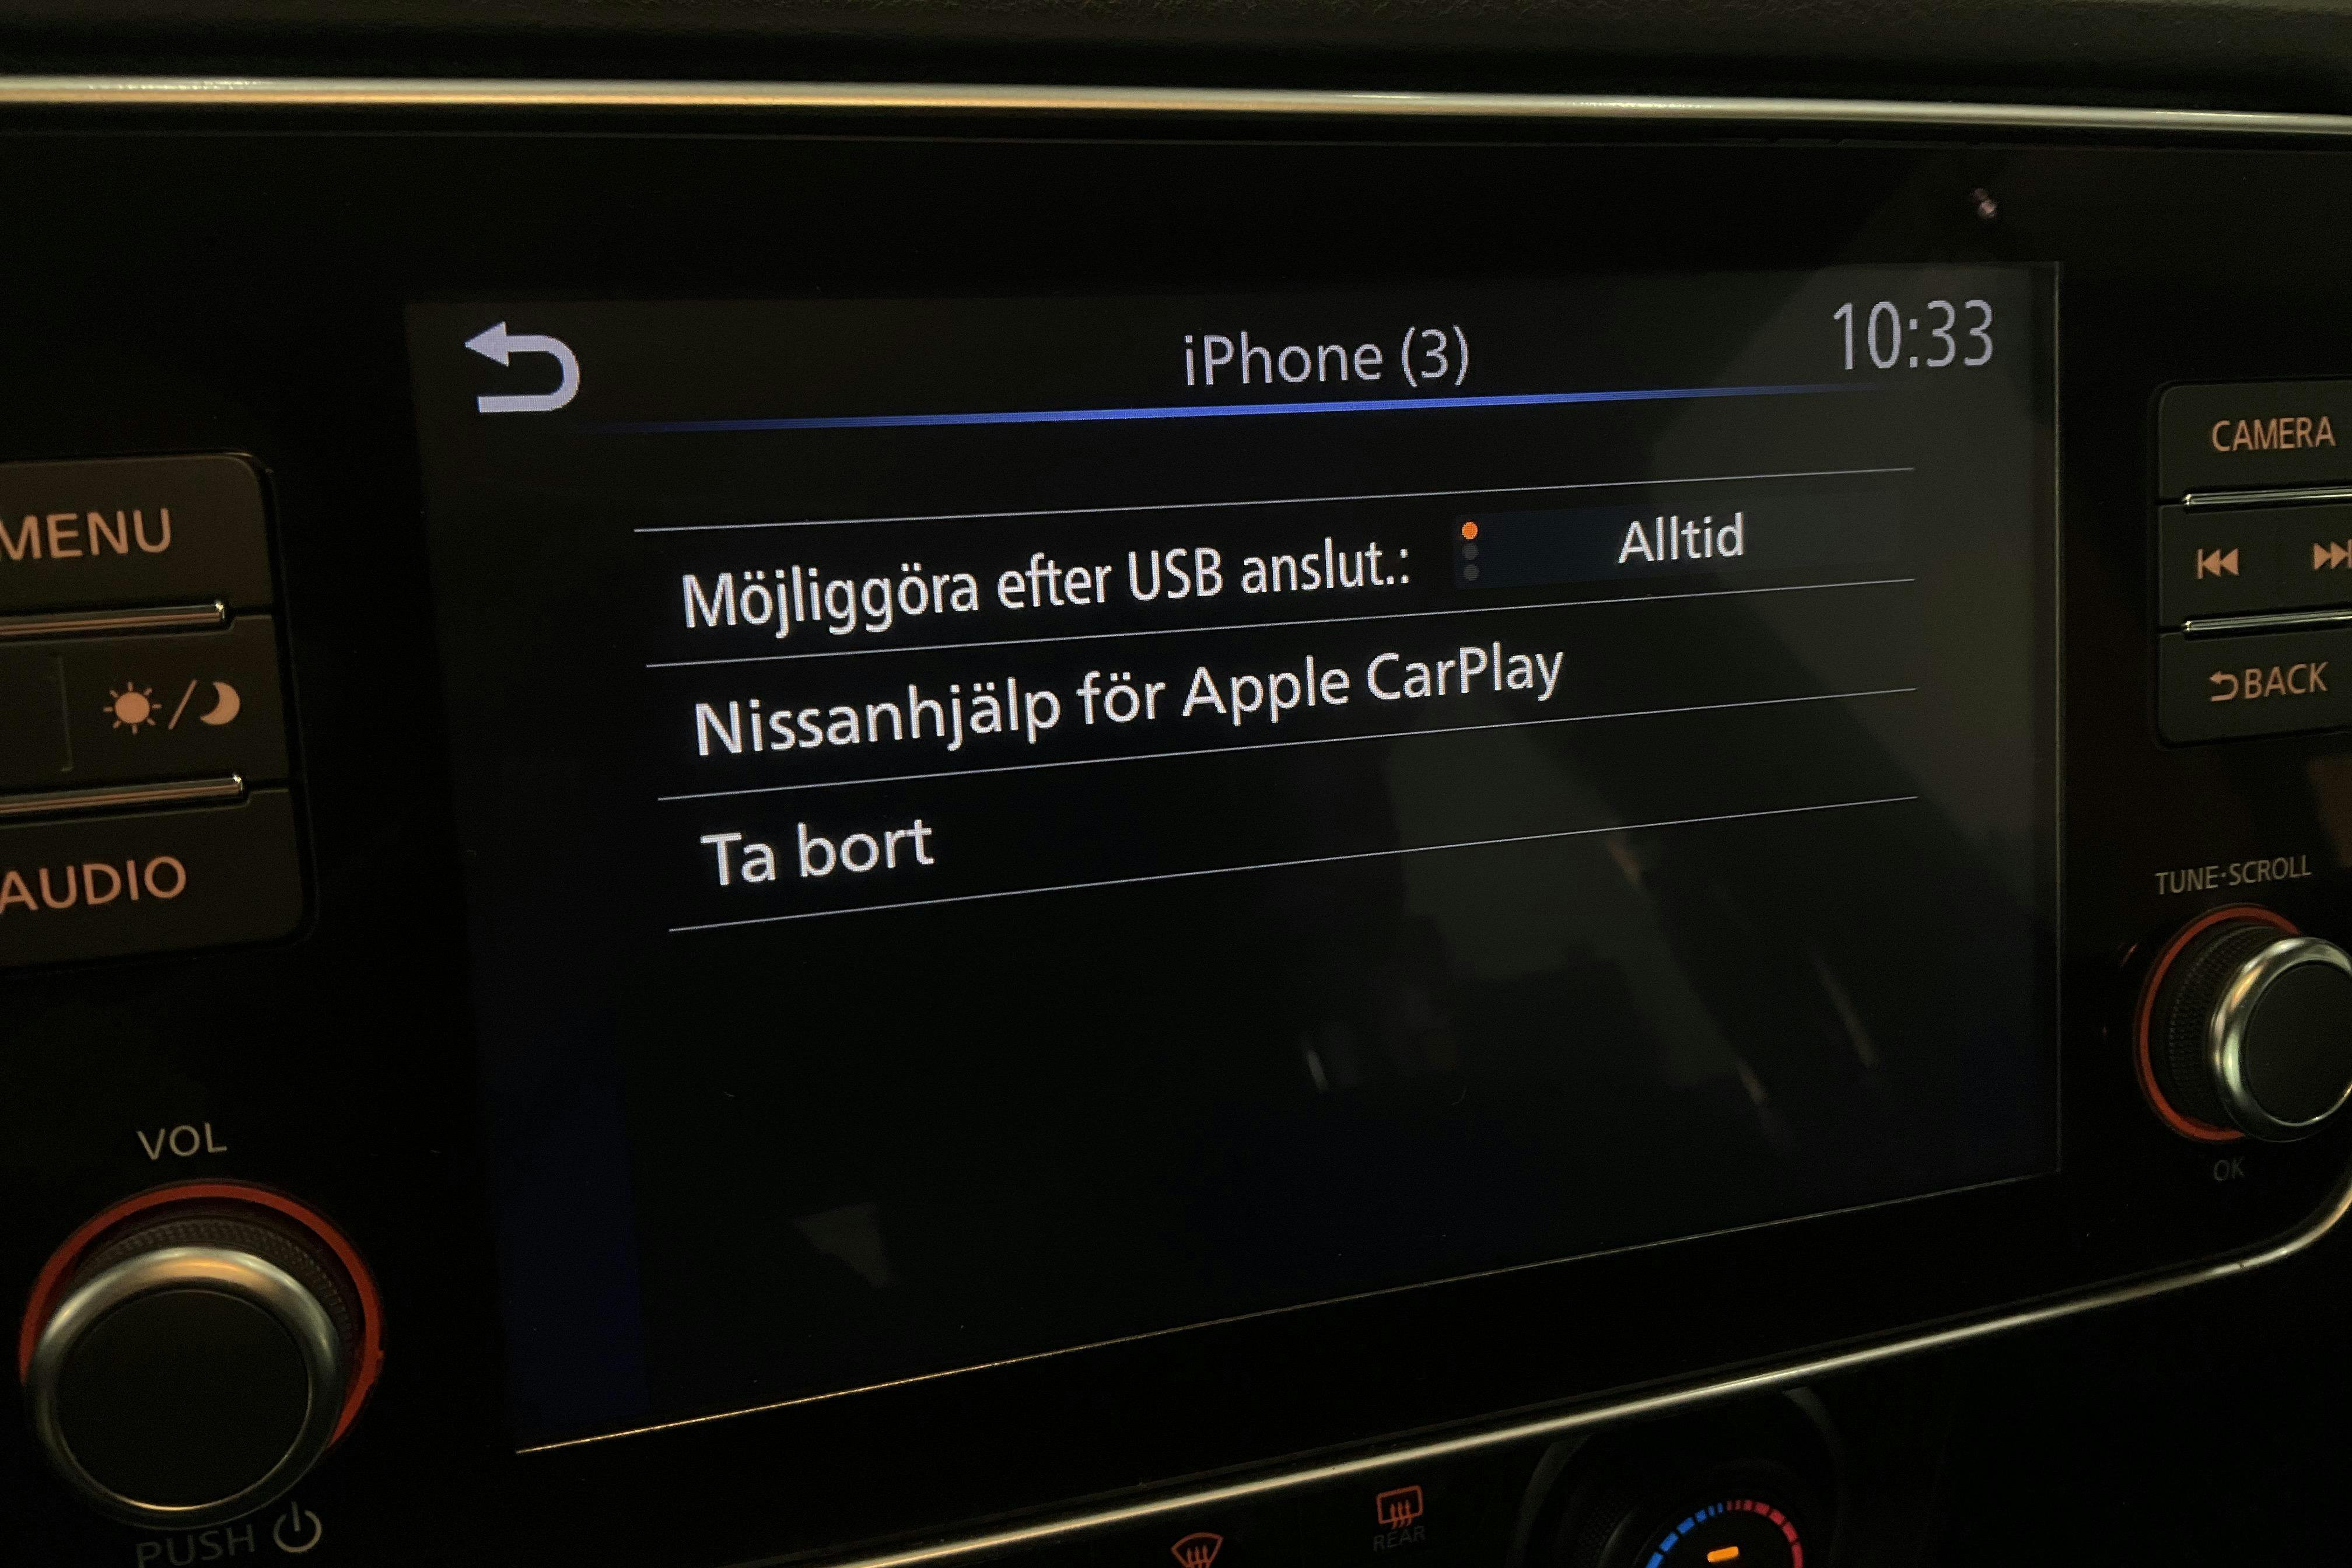 iPhone (3)
10:33
Möjliggöra efter USB anslut.: Alltid
Nissanhjälp för Apple CarPlay
Ta bort
MENU
AUDIO
VOL
PUSH
CAMERA
BACK
TUNE·SCROLL
OK
REAR